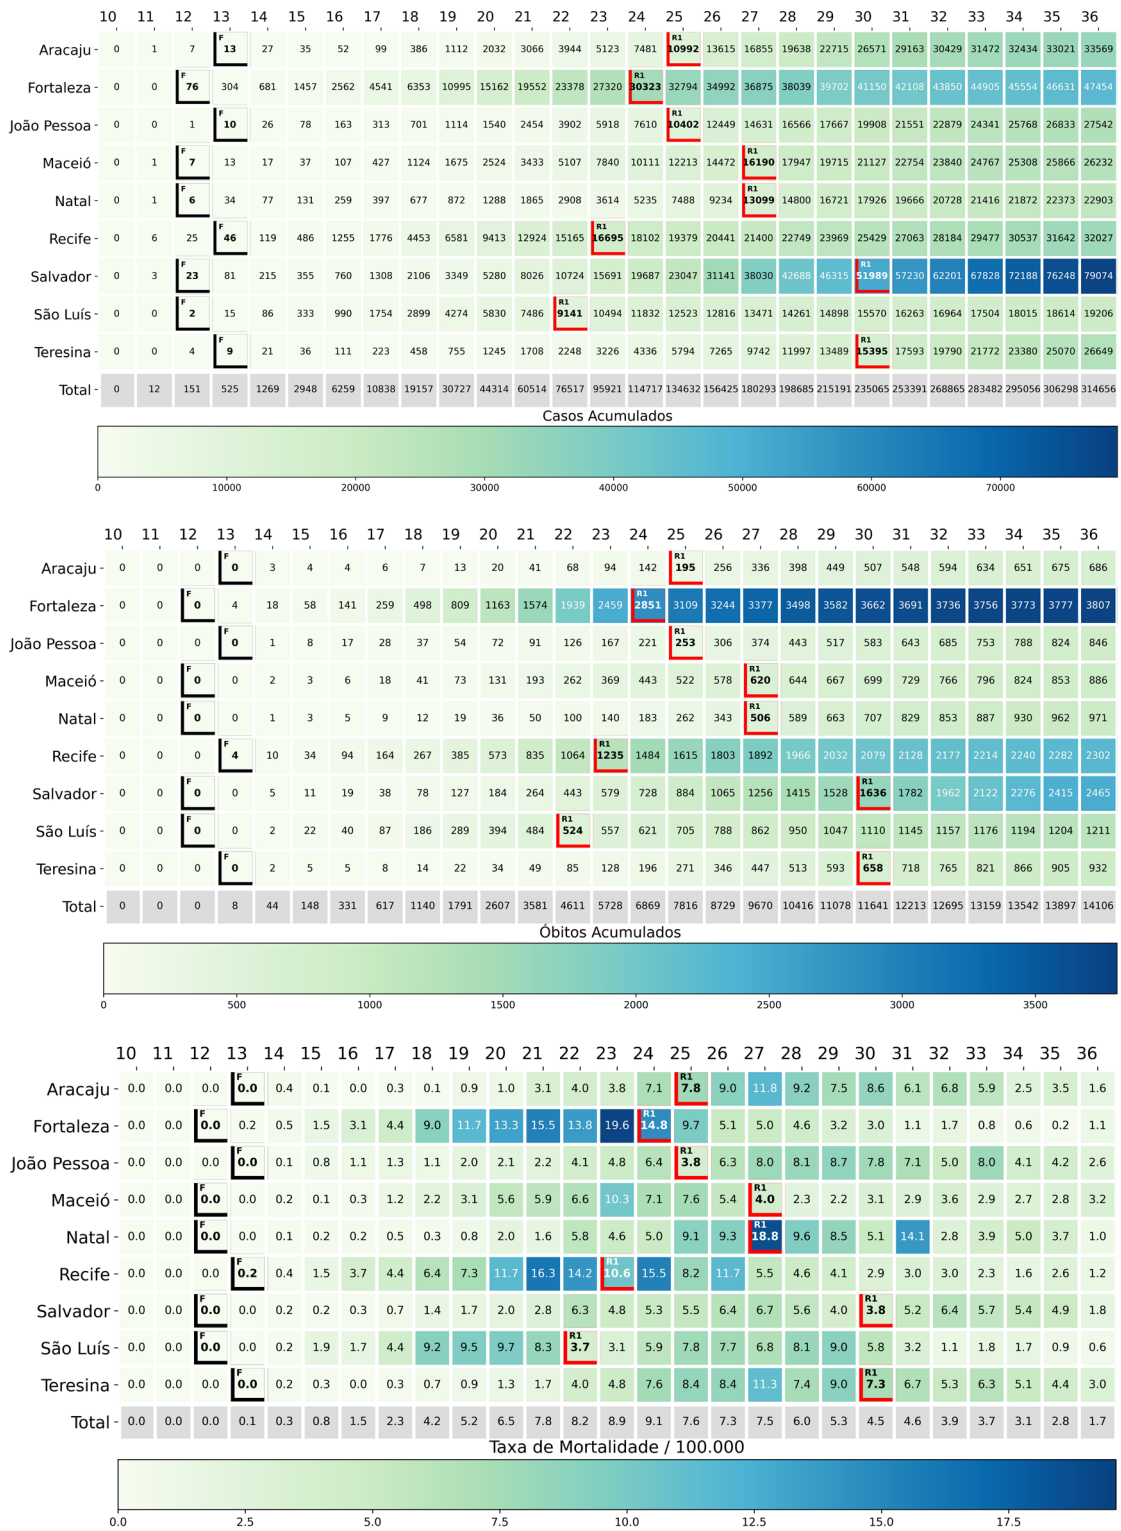 10 11 12 13 14 15 16 17 18 19 20 21 22 23 24 25 26 27 28 29 30 31 32 33 34 35 36
Aracaju 0 1 7 F 13 27 35 52 99 386 1112 2032 3066 3944 5123 7481 R1 10992 13615 16855 19638 22715 26571 29163 30429 31472 32434 33021 33569
Fortaleza 0 0 F 76 304 681 1457 2562 4541 6353 10995 15162 19552 23378 27320 R1 30323 32794 34992 36875 38039 39702 41150 42108 43850 44905 45554 46631 47454
João Pessoa 0 0 1 F 10 26 78 163 313 701 1114 1540 2454 3902 5918 7610 R1 10402 12449 14631 16566 17667 19908 21551 22879 24341 25768 26833 27542
Maceió 0 1 F 7 13 17 37 107 427 1124 1675 2524 3433 5107 7840 10111 12213 14472 R1 16190 17947 19715 21127 22754 23840 24767 25308 25866 26232
Natal 0 1 F 6 34 77 131 259 397 677 872 1288 1865 2908 3614 5235 7488 9234 R1 13099 14800 16721 17926 19666 20728 21416 21872 22373 22903
Recife 0 6 25 F 46 119 486 1255 1776 4453 6581 9413 12924 15165 R1 16695 18102 19379 20441 21400 22749 23969 25429 27063 28184 29477 30537 31642 32027
Salvador 0 3 F 23 81 215 355 760 1308 2106 3349 5280 8026 10724 15691 19687 23047 31141 38030 42688 46315 R1 51989 57230 62201 67828 72188 76248 79074
São Luís 0 0 F 2 15 86 333 990 1754 2899 4274 5830 7486 R1 9141 10494 11832 12523 12816 13471 14261 14898 15570 16263 16964 17504 18015 18614 19206
Teresina 0 0 4 F 9 21 36 111 223 458 755 1245 1708 2248 3226 4336 5794 7265 9742 11997 13489 R1 15395 17593 19790 21772 23380 25070 26649
Total 0 12 151 525 1269 2948 6259 10838 19157 30727 44314 60514 76517 95921 114717 134632 156425 180293 198685 215191 235065 253391 268865 283482 295056 306298 314656
Casos Acumulados
0 10000 20000 30000 40000 50000 60000 70000
10 11 12 13 14 15 16 17 18 19 20 21 22 23 24 25 26 27 28 29 30 31 32 33 34 35 36
Aracaju 0 0 0 F 0 3 4 4 6 7 13 20 41 68 94 142 R1 195 256 336 398 449 507 548 594 634 651 675 686
Fortaleza 0 0 F 0 4 18 58 141 259 498 809 1163 1574 1939 2459 R1 2851 3109 3244 3377 3498 3582 3662 3691 3736 3756 3773 3777 3807
João Pessoa 0 0 0 F 0 1 8 17 28 37 54 72 91 126 167 221 R1 253 306 374 443 517 583 643 685 753 788 824 846
Maceió 0 0 F 0 0 2 3 6 18 41 73 131 193 262 369 443 522 578 R1 620 644 667 699 729 766 796 824 853 886
Natal 0 0 F 0 0 1 3 5 9 12 19 36 50 100 140 183 262 343 R1 506 589 663 707 829 853 887 930 962 971
Recife 0 0 0 F 4 10 34 94 164 267 385 573 835 1064 R1 1235 1484 1615 1803 1892 1966 2032 2079 2128 2177 2214 2240 2282 2302
Salvador 0 0 F 0 0 5 11 19 38 78 127 184 264 443 579 728 884 1065 1256 1415 1528 R1 1636 1782 1962 2122 2276 2415 2465
São Luís 0 0 F 0 0 2 22 40 87 186 289 394 484 R1 524 557 621 705 788 862 950 1047 1110 1145 1157 1176 1194 1204 1211
Teresina 0 0 0 F 0 2 5 5 8 14 22 34 49 85 128 196 271 346 447 513 593 R1 658 718 765 821 866 905 932
Total 0 0 0 8 44 148 331 617 1140 1791 2607 3581 4611 5728 6869 7816 8729 9670 10416 11078 11641 12213 12695 13159 13542 13897 14106
Óbitos Acumulados
0 500 1000 1500 2000 2500 3000 3500
10 11 12 13 14 15 16 17 18 19 20 21 22 23 24 25 26 27 28 29 30 31 32 33 34 35 36
Aracaju 0.0 0.0 0.0 F 0.0 0.4 0.1 0.0 0.3 0.1 0.9 1.0 3.1 4.0 3.8 7.1 R1 7.8 9.0 11.8 9.2 7.5 8.6 6.1 6.8 5.9 2.5 3.5 1.6
Fortaleza 0.0 0.0 F 0.0 0.2 0.5 1.5 3.1 4.4 9.0 11.7 13.3 15.5 13.8 19.6 R1 14.8 9.7 5.1 5.0 4.6 3.2 3.0 1.1 1.7 0.8 0.6 0.2 1.1
João Pessoa 0.0 0.0 0.0 F 0.0 0.1 0.8 1.1 1.3 1.1 2.0 2.1 2.2 4.1 4.8 6.4 R1 3.8 6.3 8.0 8.1 8.7 7.8 7.1 5.0 8.0 4.1 4.2 2.6
Maceió 0.0 0.0 F 0.0 0.0 0.2 0.1 0.3 1.2 2.2 3.1 5.6 5.9 6.6 10.3 7.1 7.6 5.4 R1 4.0 2.3 2.2 3.1 2.9 3.6 2.9 2.7 2.8 3.2
Natal 0.0 0.0 F 0.0 0.0 0.1 0.2 0.2 0.5 0.3 0.8 2.0 1.6 5.8 4.6 5.0 9.1 9.3 R1 18.8 9.6 8.5 5.1 14.1 2.8 3.9 5.0 3.7 1.0
Recife 0.0 0.0 0.0 F 0.2 0.4 1.5 3.7 4.4 6.4 7.3 11.7 16.3 14.2 R1 10.6 15.5 8.2 11.7 5.5 4.6 4.1 2.9 3.0 3.0 2.3 1.6 2.6 1.2
Salvador 0.0 0.0 F 0.0 0.0 0.2 0.2 0.3 0.7 1.4 1.7 2.0 2.8 6.3 4.8 5.3 5.5 6.4 6.7 5.6 4.0 R1 3.8 5.2 6.4 5.7 5.4 4.9 1.8
São Luís 0.0 0.0 F 0.0 0.0 0.2 1.9 1.7 4.4 9.2 9.5 9.7 8.3 R1 3.7 3.1 5.9 7.8 7.7 6.8 8.1 9.0 5.8 3.2 1.1 1.8 1.7 0.9 0.6
Teresina 0.0 0.0 0.0 F 0.0 0.2 0.3 0.0 0.3 0.7 0.9 1.3 1.7 4.0 4.8 7.6 8.4 8.4 11.3 7.4 9.0 R1 7.3 6.7 5.3 6.3 5.1 4.4 3.0
Total 0.0 0.0 0.0 0.1 0.3 0.8 1.5 2.3 4.2 5.2 6.5 7.8 8.2 8.9 9.1 7.6 7.3 7.5 6.0 5.3 4.5 4.6 3.9 3.7 3.1 2.8 1.7
Taxa de Mortalidade / 100.000
0.0 2.5 5.0 7.5 10.0 12.5 15.0 17.5